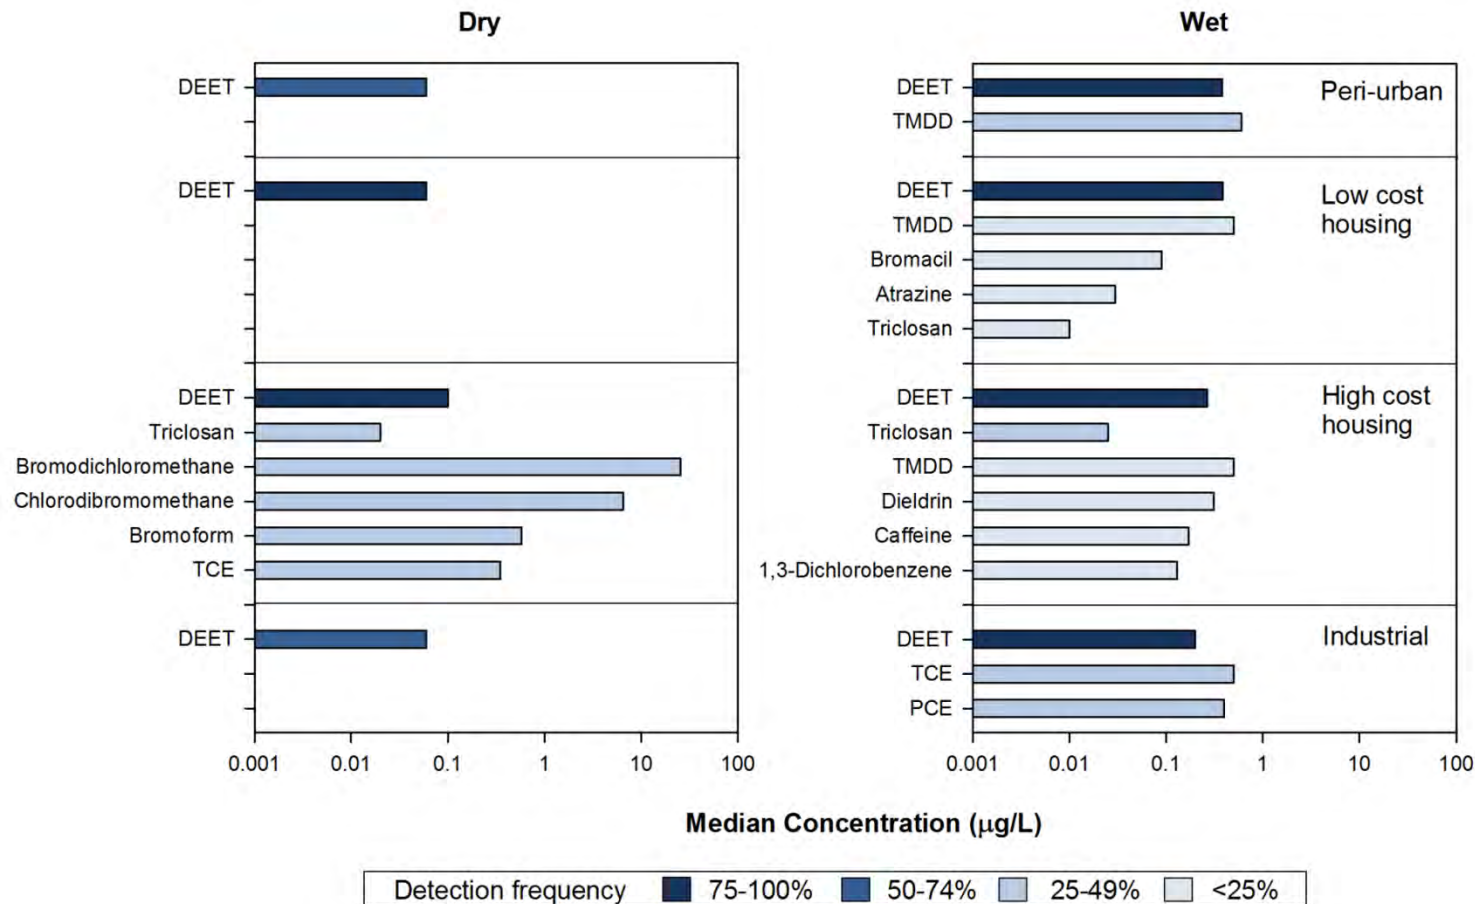 Dry
DEET
DEET
DEET
Triclosan
Bromodichloromethane
Chlorodibromomethane
Bromoform
TCE
DEET
0.001 0.01 0.1 1 10 100
Wet
DEET
TMDD
Peri-urban
DEET
TMDD
Bromacil
Atrazine
Triclosan
Low cost
housing
DEET
Triclosan
TMDD
Dieldrin
Caffeine
1,3-Dichlorobenzene
High cost
housing
DEET
TCE
PCE
Industrial
0.001 0.01 0.1 1 10 100
Median Concentration (µg/L)
Detection frequency 75-100% 50-74% 25-49% <25%